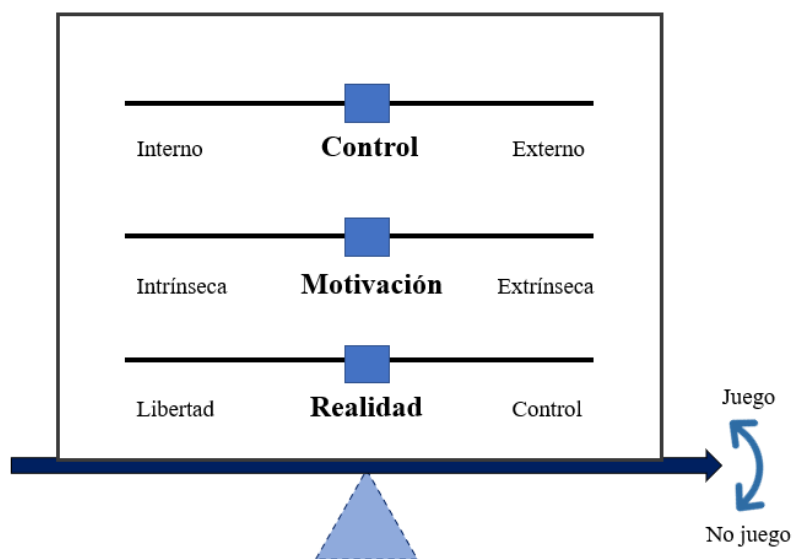 Interno Control Externo
Intrínseca Motivación Extrínseca
Libertad Realidad Control
Juego
No juego